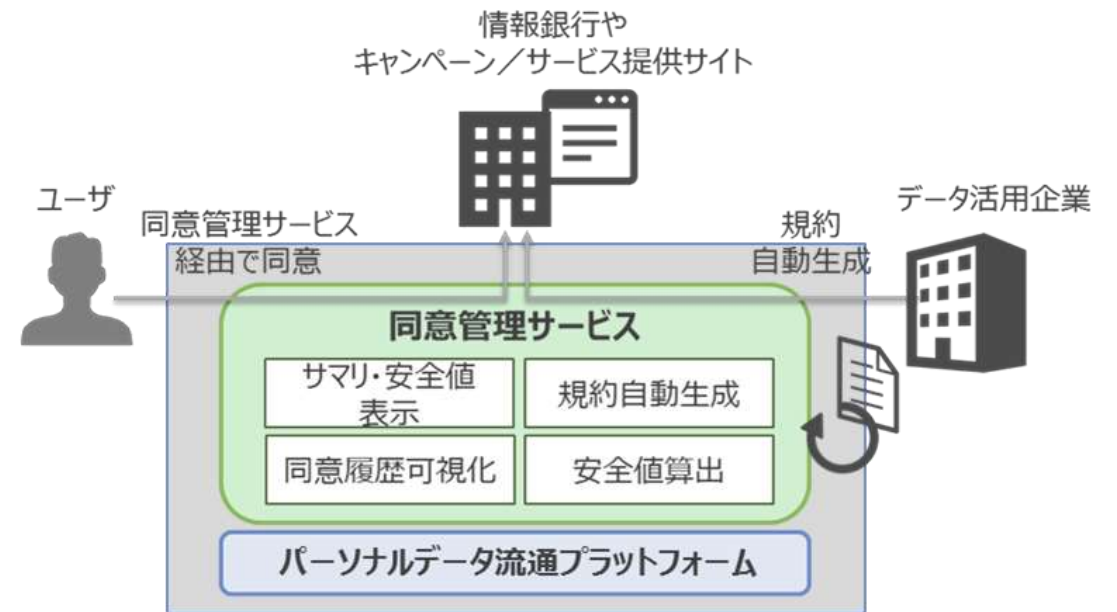 情報銀行や
キャンペーン／サービス提供サイト
ユーザ
データ活用企業
同意管理サービス
経由で同意
規約
自動生成
同意管理サービス
サマリ・安全値
表示
規約自動生成
同意履歴可視化
安全値算出
パーソナルデータ流通プラットフォーム